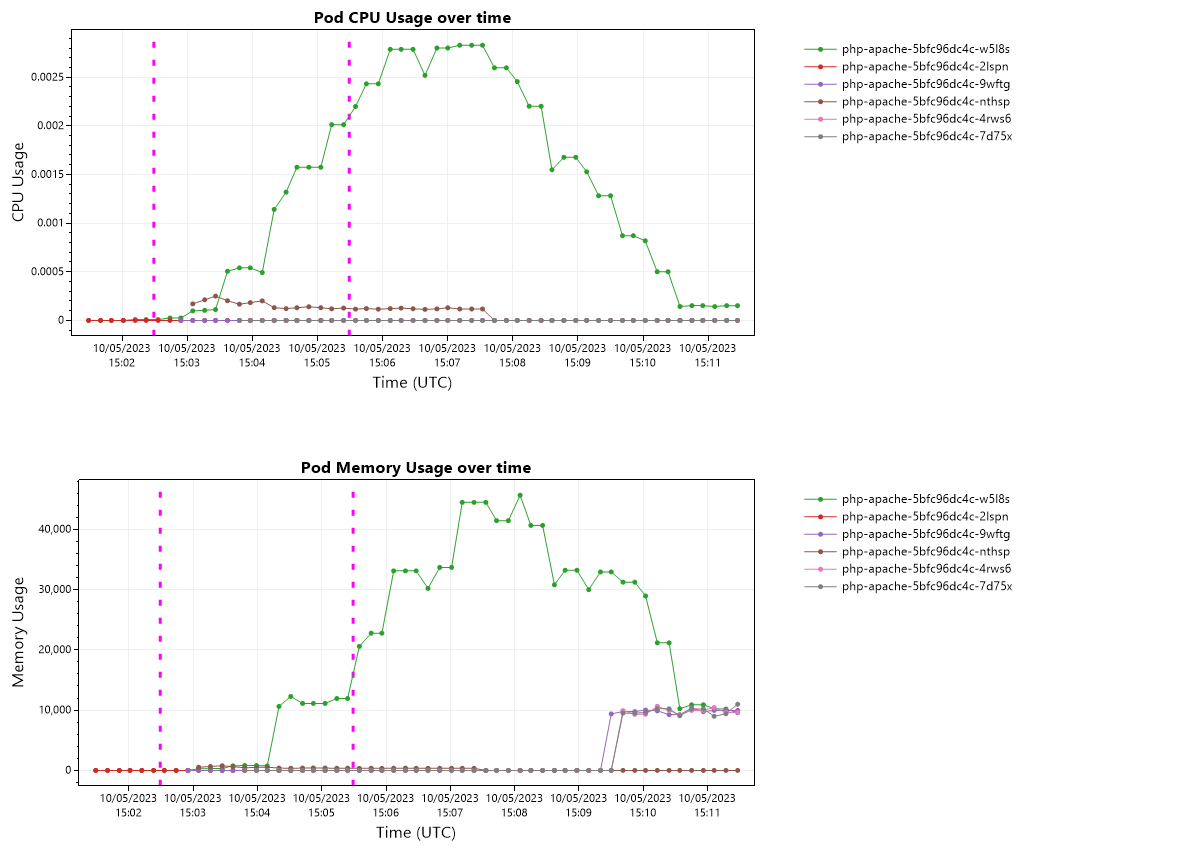 Pod CPU Usage over time
CPU Usage
0.0025
0.002
0.0015
0.001
0.0005
0
10/05/2023 10/05/2023 10/05/2023 10/05/2023 10/05/2023 10/05/2023 10/05/2023 10/05/2023 10/05/2023 10/05/2023
15:02 15:03 15:04 15:05 15:06 15:07 15:08 15:09 15:10 15:11
Time (UTC)
php-apache-5bfc96dc4c-w5l8s
php-apache-5bfc96dc4c-2lspn
php-apache-5bfc96dc4c-9wftg
php-apache-5bfc96dc4c-nthsp
php-apache-5bfc96dc4c-4rws6
php-apache-5bfc96dc4c-7d75x
Pod Memory Usage over time
Memory Usage
40,000
30,000
20,000
10,000
0
10/05/2023 10/05/2023 10/05/2023 10/05/2023 10/05/2023 10/05/2023 10/05/2023 10/05/2023 10/05/2023 10/05/2023
15:02 15:03 15:04 15:05 15:06 15:07 15:08 15:09 15:10 15:11
Time (UTC)
php-apache-5bfc96dc4c-w5l8s
php-apache-5bfc96dc4c-2lspn
php-apache-5bfc96dc4c-9wftg
php-apache-5bfc96dc4c-nthsp
php-apache-5bfc96dc4c-4rws6
php-apache-5bfc96dc4c-7d75x